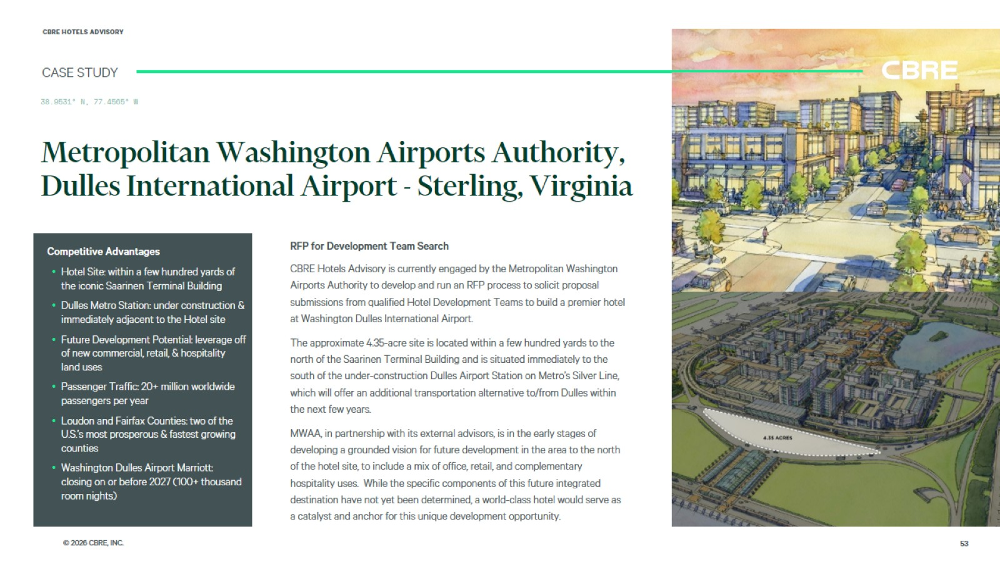 CBRE HOTELS ADVISORY
CASE STUDY
CBRE
38.9531° N, 77.4565° W
Metropolitan Washington Airports Authority,
Dulles International Airport - Sterling, Virginia
Competitive Advantages
• Hotel Site: within a few hundred yards of
the iconic Saarinen Terminal Building
• Dulles Metro Station: under construction &
immediately adjacent to the Hotel site
• Future Development Potential: leverage off
of new commercial, retail, & hospitality
land uses
• Passenger Traffic: 20+ million worldwide
passengers per year
• Loudon and Fairfax Counties: two of the
U.S.'s most prosperous & fastest growing
counties
• Washington Dulles Airport Marriott:
closing on or before 2027 (100+ thousand
room nights)
RFP for Development Team Search
CBRE Hotels Advisory is currently engaged by the Metropolitan Washington
Airports Authority to develop and run an RFP process to solicit proposal
submissions from qualified Hotel Development Teams to build a premier hotel
at Washington Dulles International Airport.
The approximate 4.35-acre site is located within a few hundred yards to the
north of the Saarinen Terminal Building and is situated immediately to the
south of the under-construction Dulles Airport Station on Metro's Silver Line,
which will offer an additional transportation alternative to/from Dulles within
the next few years.
MWAA, in partnership with its external advisors, is in the early stages of
developing a grounded vision for future development in the area to the north
of the hotel site, to include a mix of office, retail, and complementary
hospitality uses. While the specific components of this future integrated
destination have not yet been determined, a world-class hotel would serve as
a catalyst and anchor for this unique development opportunity.
4.35 ACRES
© 2026 CBRE, INC.
53